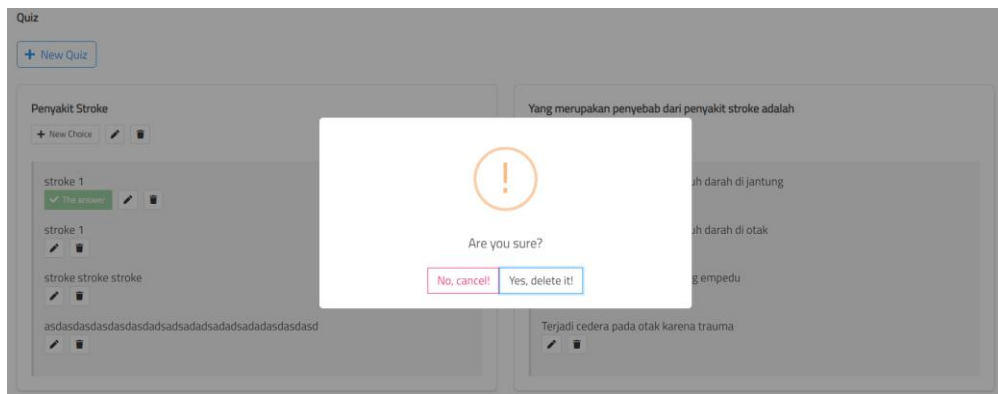 Quiz
+ New Quiz
Penyakit Stroke
+ New Choice
stroke 1
The answer
stroke 1
stroke stroke stroke
Yang merupakan penyebab dari penyakit stroke adalah
darah di jantung
darah di otak
empedu
Terjadi cedera pada otak karena trauma
!
Are you sure?
No, cancel!
Yes, delete it!